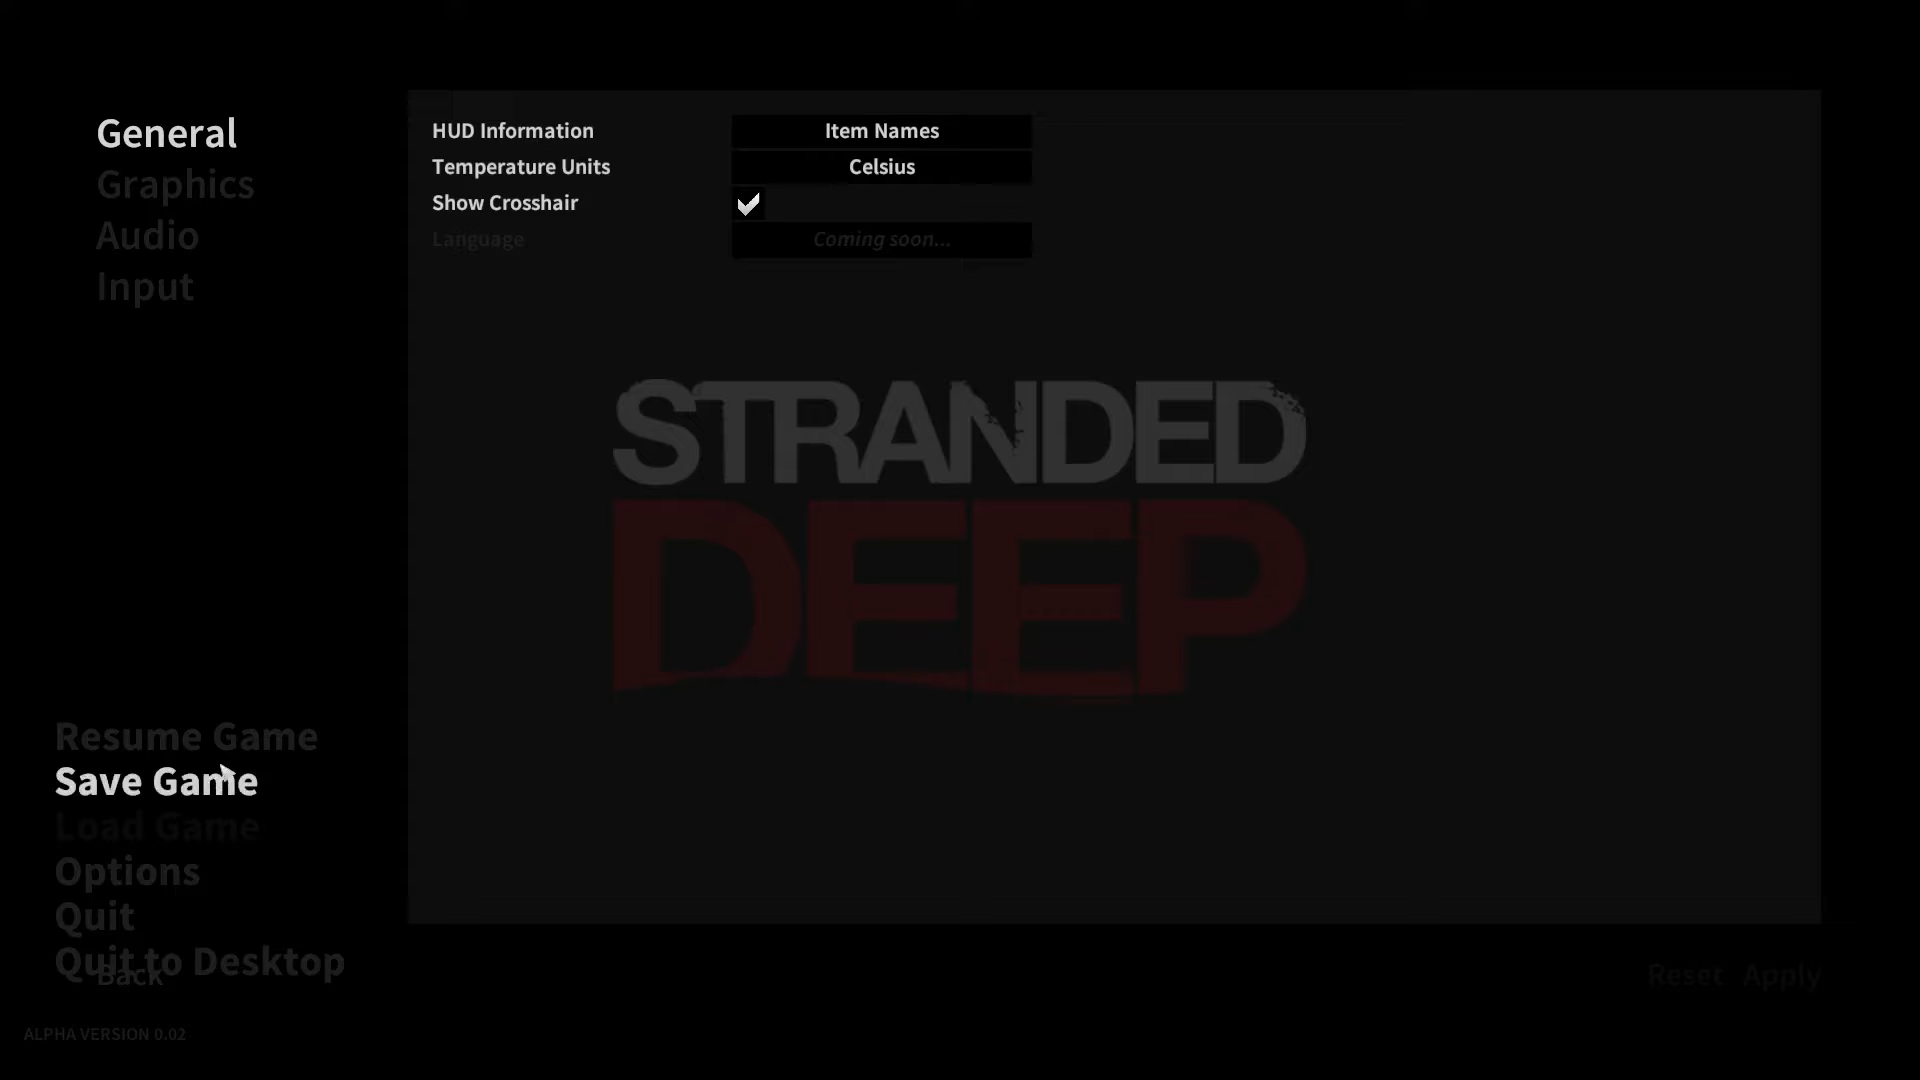 General
Graphics
Audio
Input
HUD Information Item Names
Temperature Units Celsius
Show Crosshair
Language Coming soon...
STRANDED
DEEP
Resume Game
Save Game
Load Game
Options
Quit
Quit to Desktop
Back
Reset Apply
ALPHA VERSION 0.02